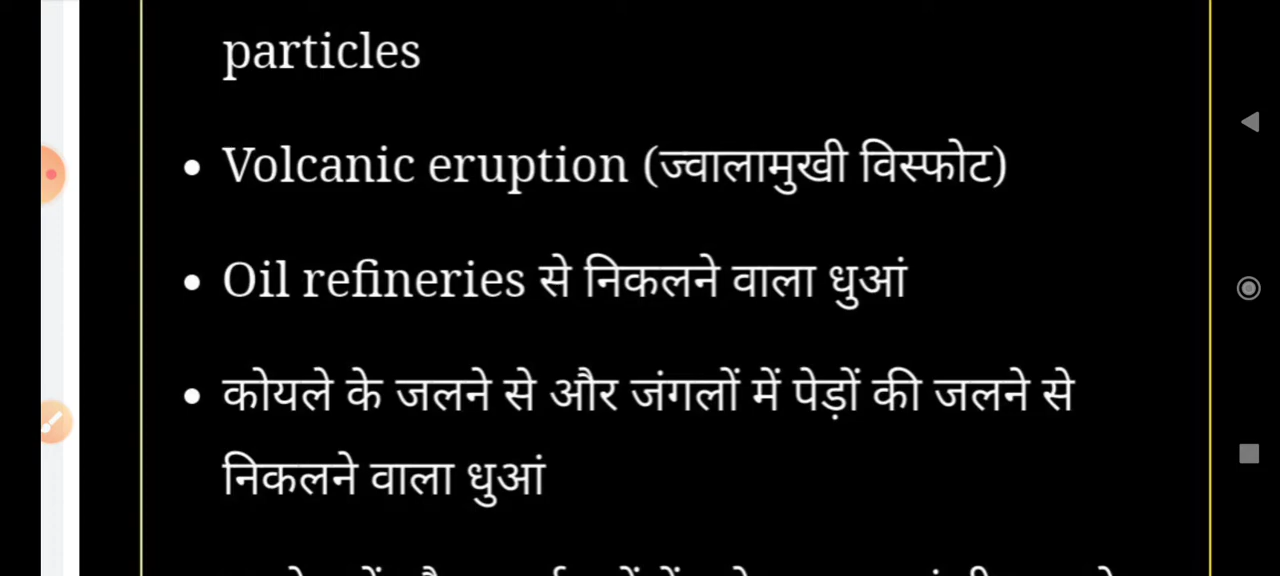 particles
• Volcanic eruption (ज्वालामुखी विस्फोट)
• Oil refineries से निकलने वाला धुआं
• कोयले के जलने से और जंगलों में पेड़ों की जलने से
निकलने वाला धुआं